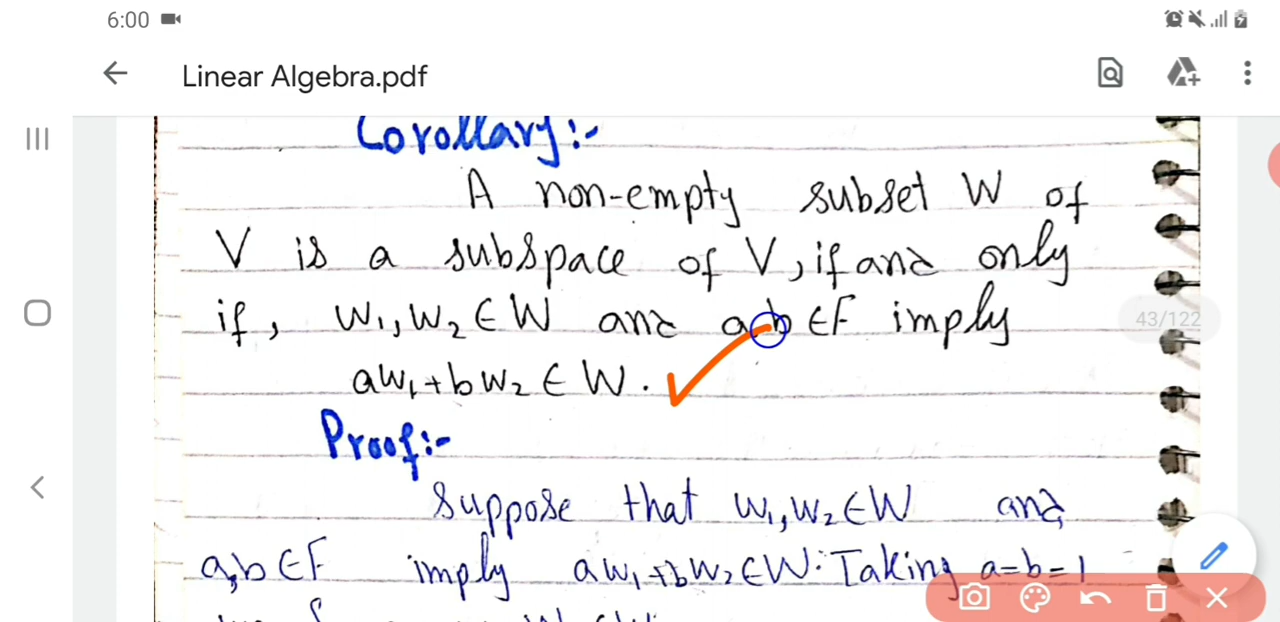 6:00
Linear Algebra.pdf
Corollary:-
A non-empty subset W of
V is a subspace of V, if and only
if, W₁, W₂ ∈ W and a,b ∈ F imply
aW₁+bW₂ ∈ W.
43/122
Proof:-
Suppose that W₁, W₂ ∈ W and
a,b ∈ F imply aW₁+bW₂ ∈ W. Taking a=b=1